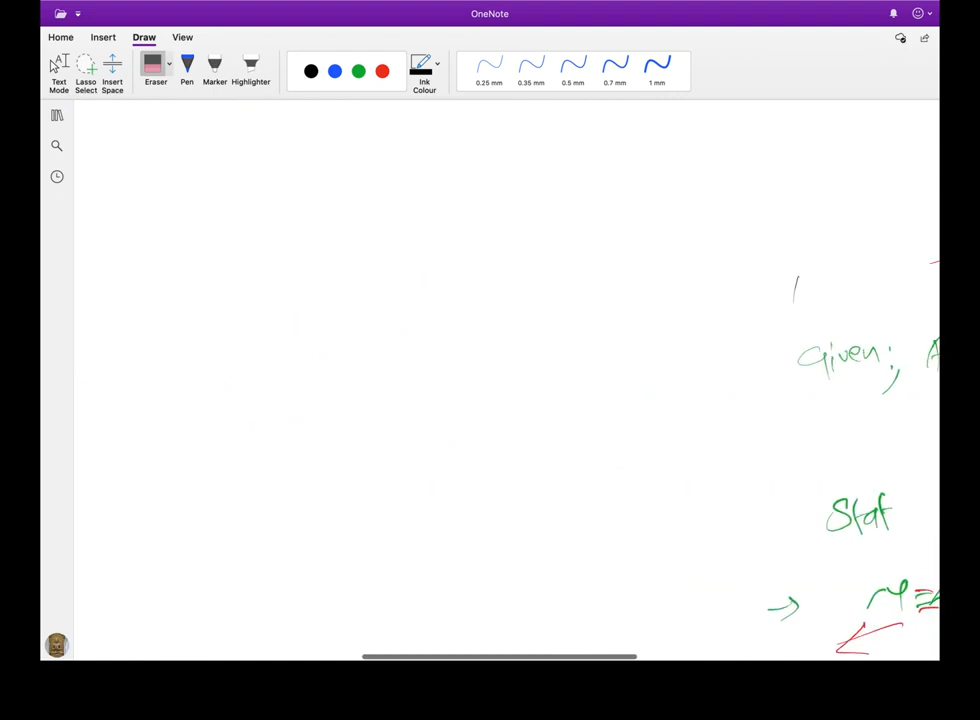 OneNote
Home Insert Draw View
Text Mode
Lasso Select
Insert Space
Eraser
Pen
Marker
Highlighter
Ink Colour
0.25 mm
0.35 mm
0.5 mm
0.7 mm
1 mm
Given; A
Stat
→